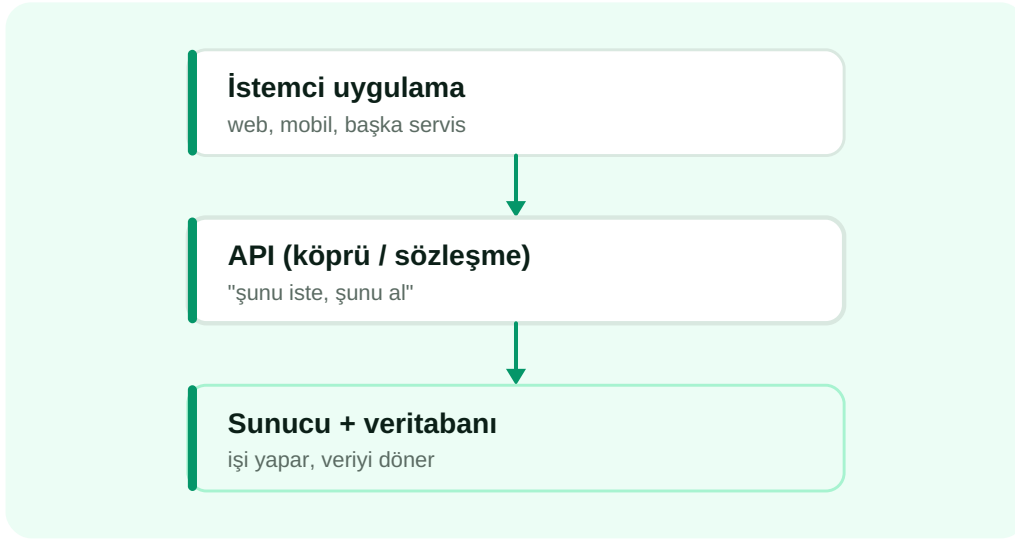 İstemci uygulama
web, mobil, başka servis
API (köprü / sözleşme)
"şunu iste, şunu al"
Sunucu + veritabanı
işi yapar, veriyi döner